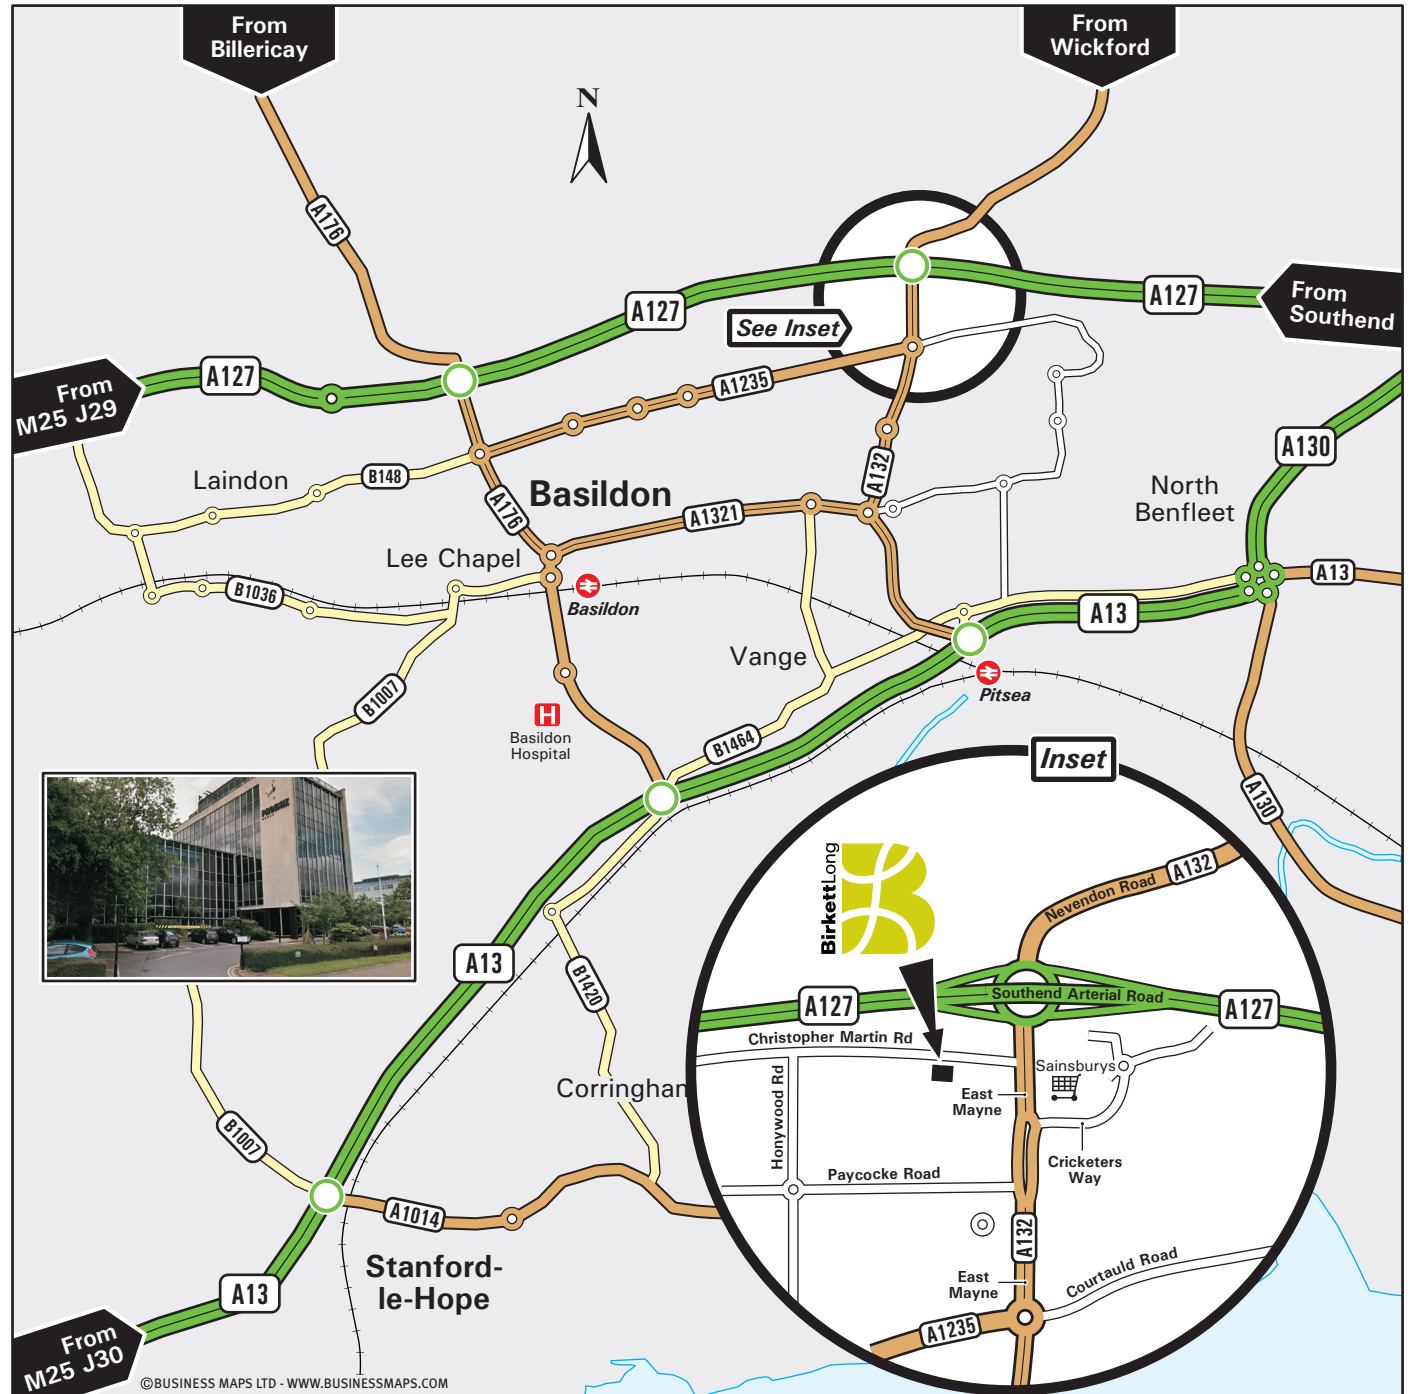 From
Billericay
From
Wickford
N
A176
A127
A127
From
Southend
A127
See Inset
From
M25 J29
A127
A1235
A130
Laindon
B148
A132
North
Benfleet
Basildon
A176
A1321
Lee Chapel
A13
B1036
Basildon
A13
Vange
Pitsea
B1007
Basildon
Hospital
B1464
A130
Inset
BirkettLong
Nevendon Road
A132
A13
B1420
A127
Southend Arterial Road
A127
Christopher Martin Rd
Sainsburys
Honywood Rd
East
Mayne
Corringham
B1007
Cricketers
Way
Paycocke Road
A1014
A132
Courtauld Road
Stanford-
le-Hope
East
Mayne
A13
A1235
From
M25 J30
©BUSINESS MAPS LTD - WWW.BUSINESSMAPS.COM